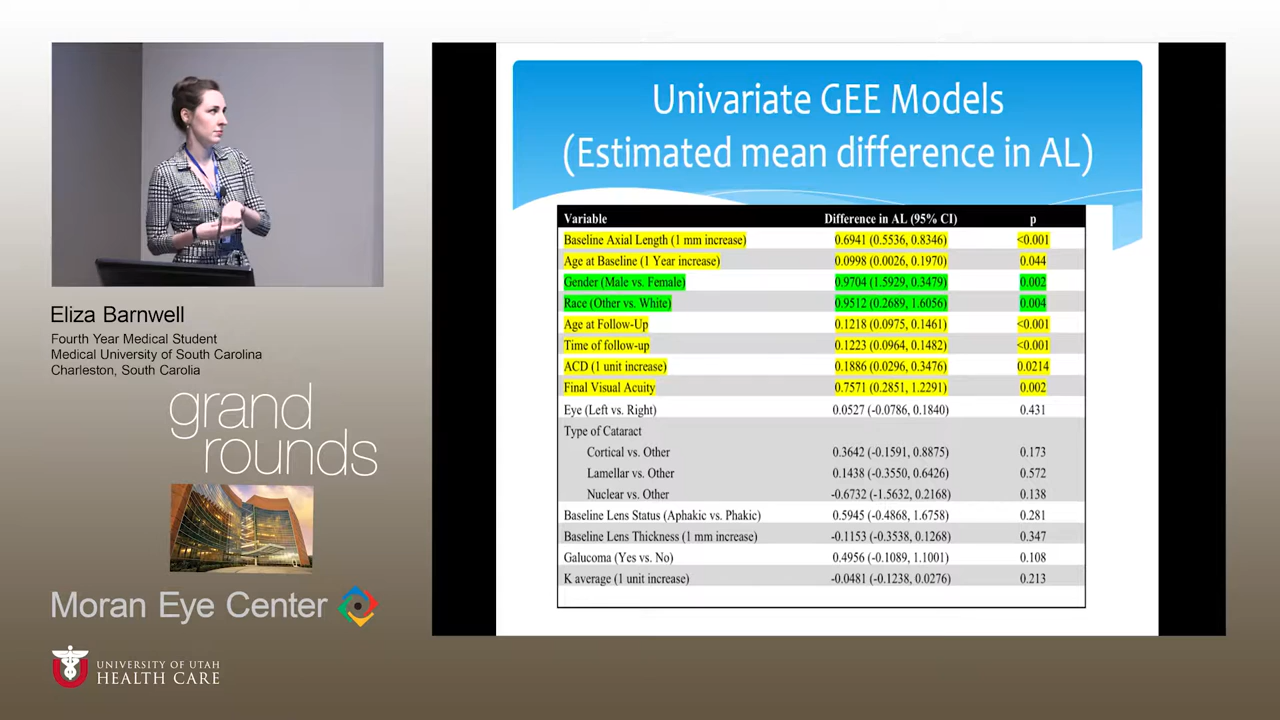 Univariate GEE Models
(Estimated mean difference in AL)
Variable Difference in AL (95% CI) p
Baseline Axial Length (1 mm increase) 0.6941 (0.5536, 0.8346) <0.001
Age at Baseline (1 Year increase) 0.0998 (0.0026, 0.1970) 0.044
Gender (Male vs. Female) 0.9704 (1.5929, 0.3479) 0.002
Race (Other vs. White) 0.9512 (0.2689, 1.6056) 0.004
Age at Follow-Up 0.1218 (0.0975, 0.1461) <0.001
Time of follow-up 0.1223 (0.0964, 0.1482) <0.001
ACD (1 unit increase) 0.1886 (0.0296, 0.3476) 0.0214
Final Visual Acuity 0.7571 (0.2851, 1.2291) 0.002
Eye (Left vs. Right) 0.0527 (-0.0786, 0.1840) 0.431
Type of Cataract
Cortical vs. Other 0.3642 (-0.1591, 0.8875) 0.173
Lamellar vs. Other 0.1438 (-0.3550, 0.6426) 0.572
Nuclear vs. Other -0.6732 (-1.5632, 0.2168) 0.138
Baseline Lens Status (Aphakic vs. Phakic) 0.5945 (-0.4868, 1.6758) 0.281
Baseline Lens Thickness (1 mm increase) -0.1153 (-0.3538, 0.1268) 0.347
Galucoma (Yes vs. No) 0.4956 (-0.1089, 1.1001) 0.108
K average (1 unit increase) -0.0481 (-0.1238, 0.0276) 0.213
Eliza Barnwell
Fourth Year Medical Student
Medical University of South Carolina
Charleston, South Carolia
grand
rounds
Moran Eye Center
UNIVERSITY OF UTAH
HEALTH CARE